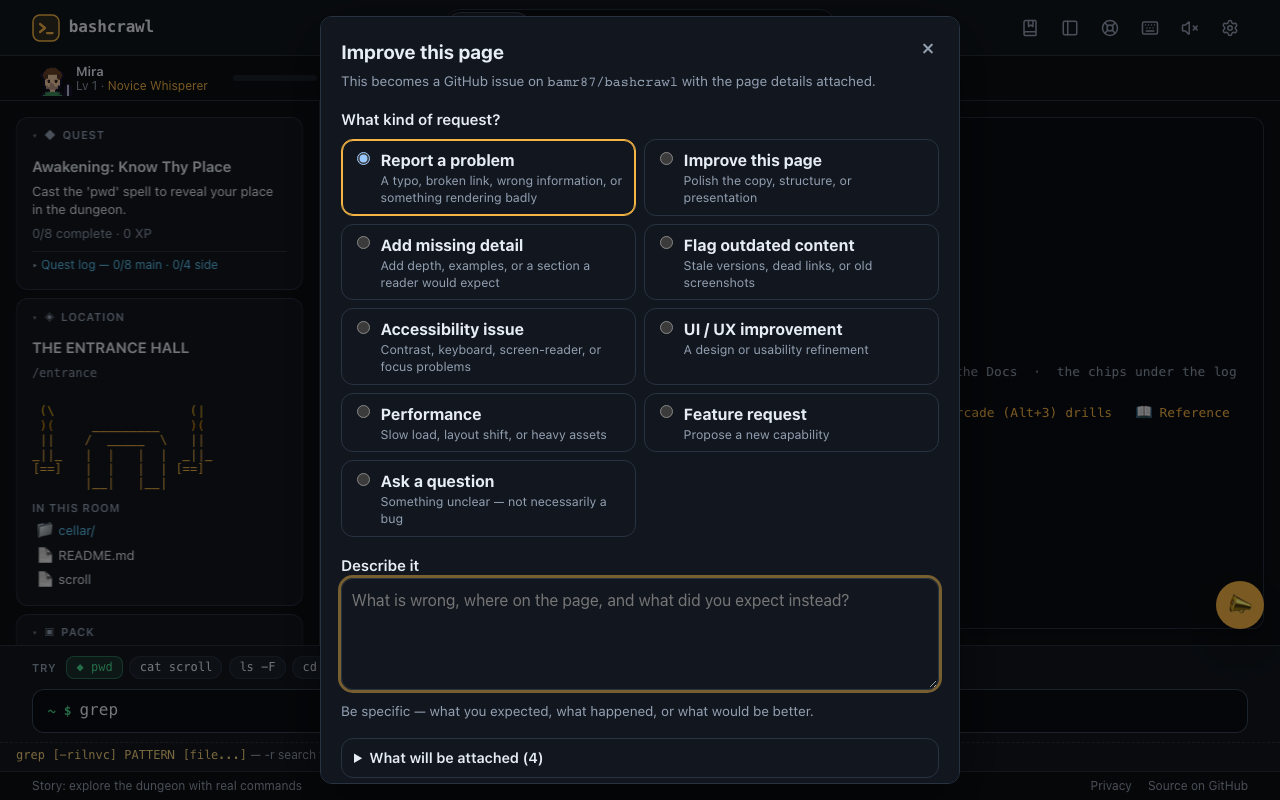 bashcrawl
Mira
Lv 1 · Novice Whisperer
QUEST
Awakening: Know Thy Place
Cast the 'pwd' spell to reveal your place
in the dungeon.
0/8 complete · 0 XP
Quest log — 0/8 main · 0/4 side
LOCATION
THE ENTRANCE HALL
/entrance
IN THIS ROOM
cellar/
README.md
scroll
PACK
Improve this page
This becomes a GitHub issue on bamr87/bashcrawl with the page details attached.
What kind of request?
Report a problem
A typo, broken link, wrong information, or
something rendering badly
Improve this page
Polish the copy, structure, or
presentation
Add missing detail
Add depth, examples, or a section a
reader would expect
Flag outdated content
Stale versions, dead links, or old
screenshots
Accessibility issue
Contrast, keyboard, screen-reader, or
focus problems
UI / UX improvement
A design or usability refinement
Performance
Slow load, layout shift, or heavy assets
Feature request
Propose a new capability
Ask a question
Something unclear — not necessarily a
bug
Describe it
What is wrong, where on the page, and what did you expect instead?
Be specific — what you expected, what happened, or what would be better.
What will be attached (4)
the Docs · the chips under the log
(Alt+3) drills 📖 Reference
TRY ◆ pwd cat scroll ls -F cd
~ $ grep
grep [-rilnvc] PATTERN [file...] — -r search
Story: explore the dungeon with real commands
Privacy Source on GitHub